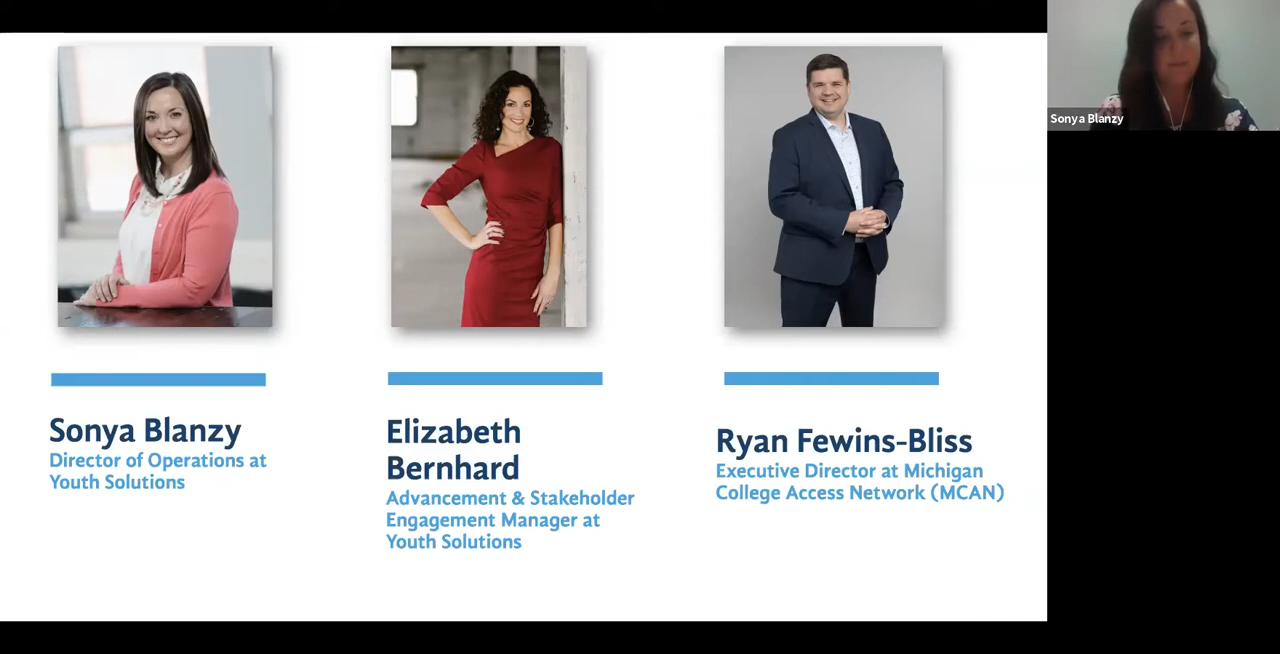 Sonya Blanzy
Director of Operations at
Youth Solutions
Elizabeth
Bernhard
Advancement & Stakeholder
Engagement Manager at
Youth Solutions
Ryan Fewins-Bliss
Executive Director at Michigan
College Access Network (MCAN)
Sonya Blanzy